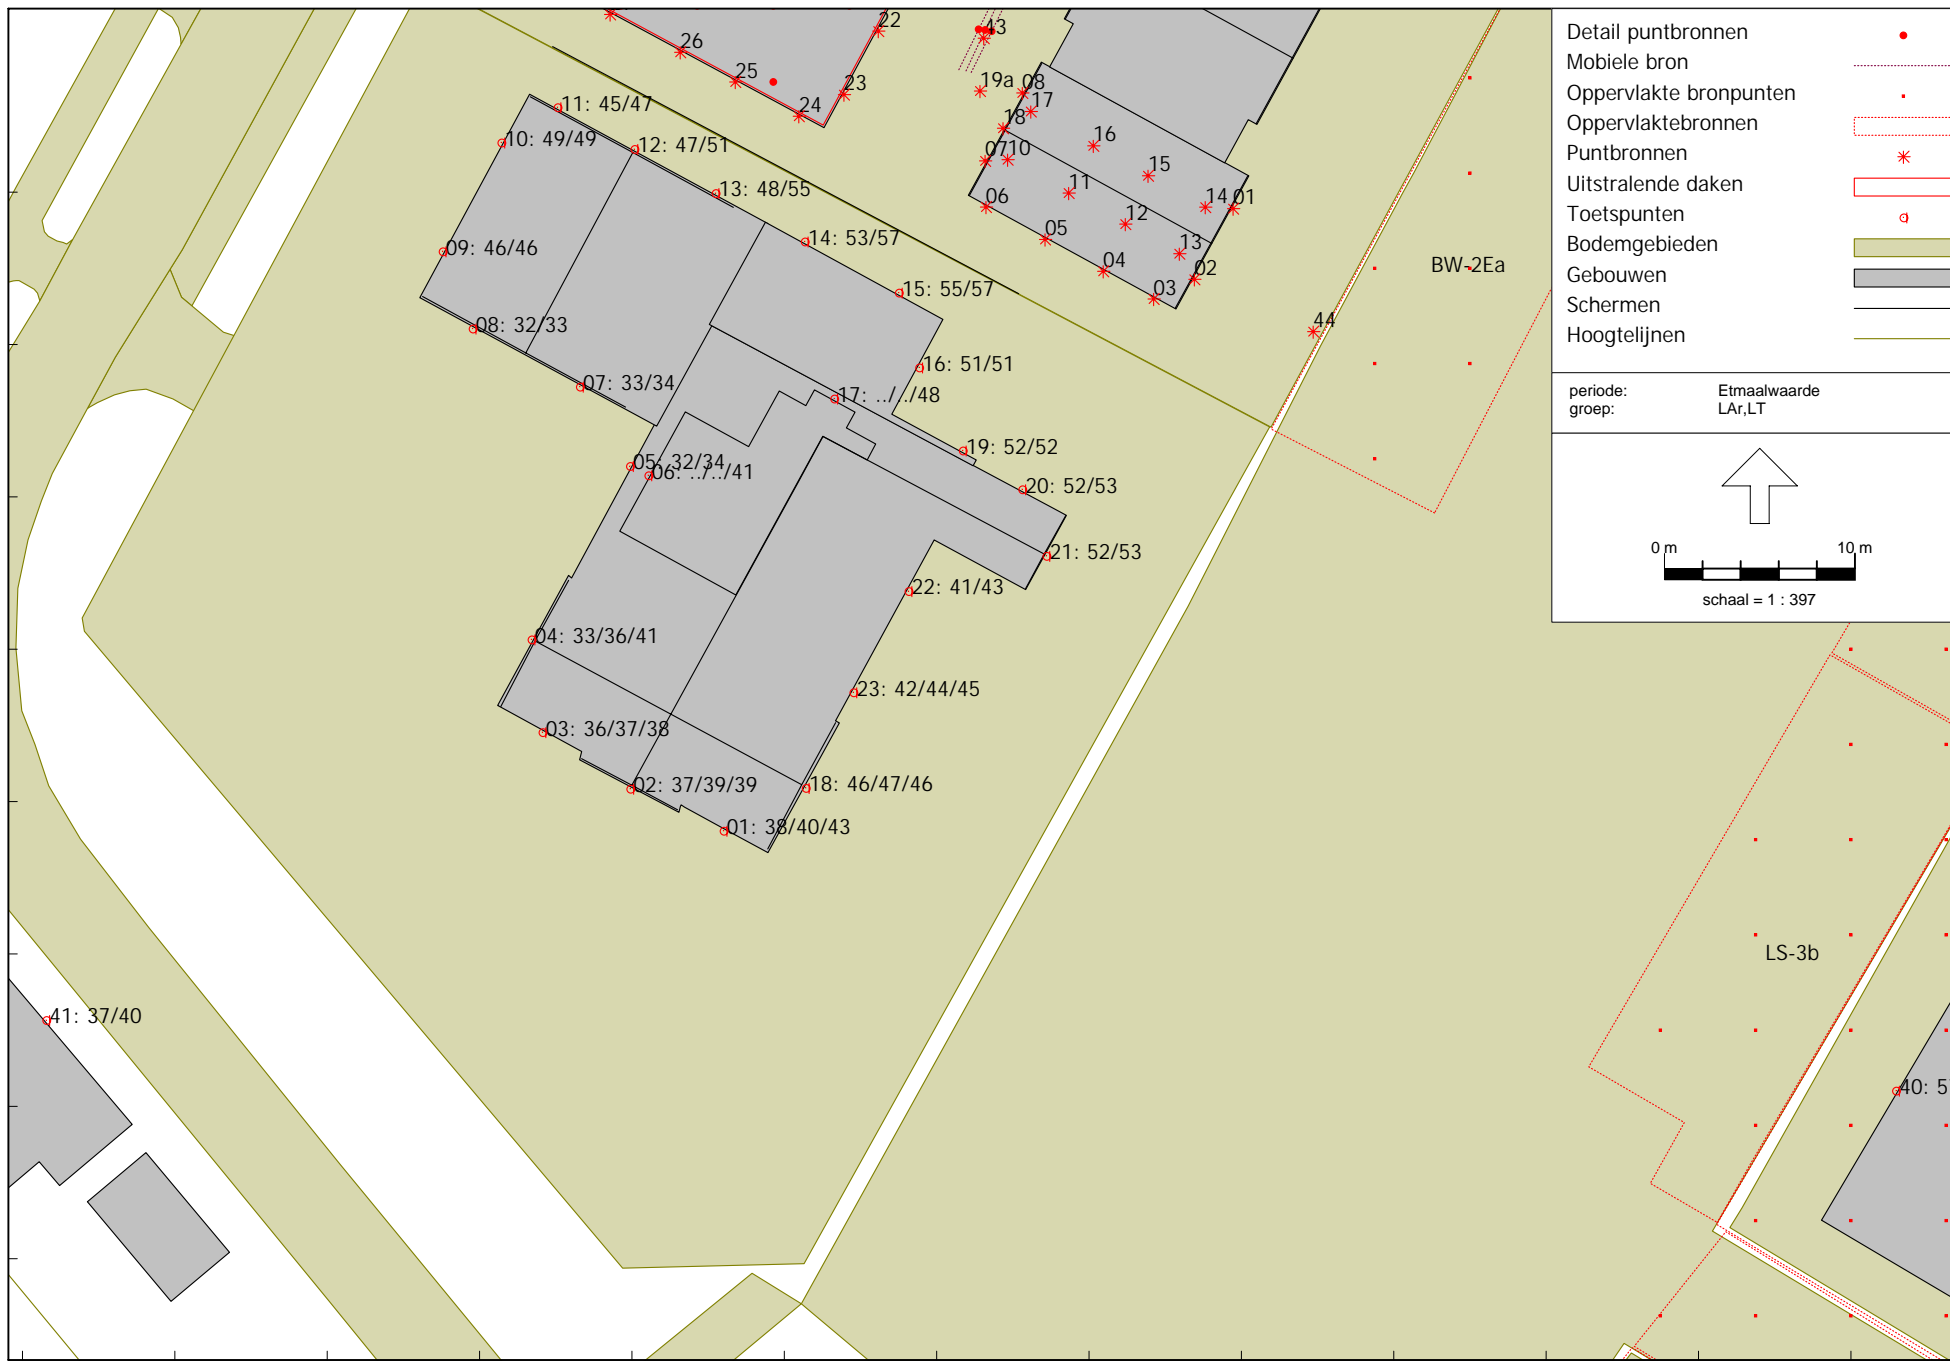 22
43
26
25
23
24
19a
08
17
18
16
07
10
15
11
06
14
01
12
05
13
04
02
03
44
BW-2Ea
11: 45/47
10: 49/49
12: 47/51
13: 48/55
14: 53/57
09: 46/46
15: 55/57
08: 32/33
16: 51/51
07: 33/34
17: ../../48
19: 52/52
05: 32/34
06: ../../41
20: 52/53
21: 52/53
22: 41/43
04: 33/36/41
23: 42/44/45
03: 36/37/38
02: 37/39/39
18: 46/47/46
01: 38/40/43
LS-3b
41: 37/40
40: 5
Detail puntbronnen
Mobiele bron
Oppervlakte bronpunten
Oppervlaktebronnen
Puntbronnen
Uitstralende daken
Toetspunten
Bodemgebieden
Gebouwen
Schermen
Hoogtelijnen
periode: Etmaalwaarde
groep: LAr,LT
0 m 10 m
schaal = 1 : 397